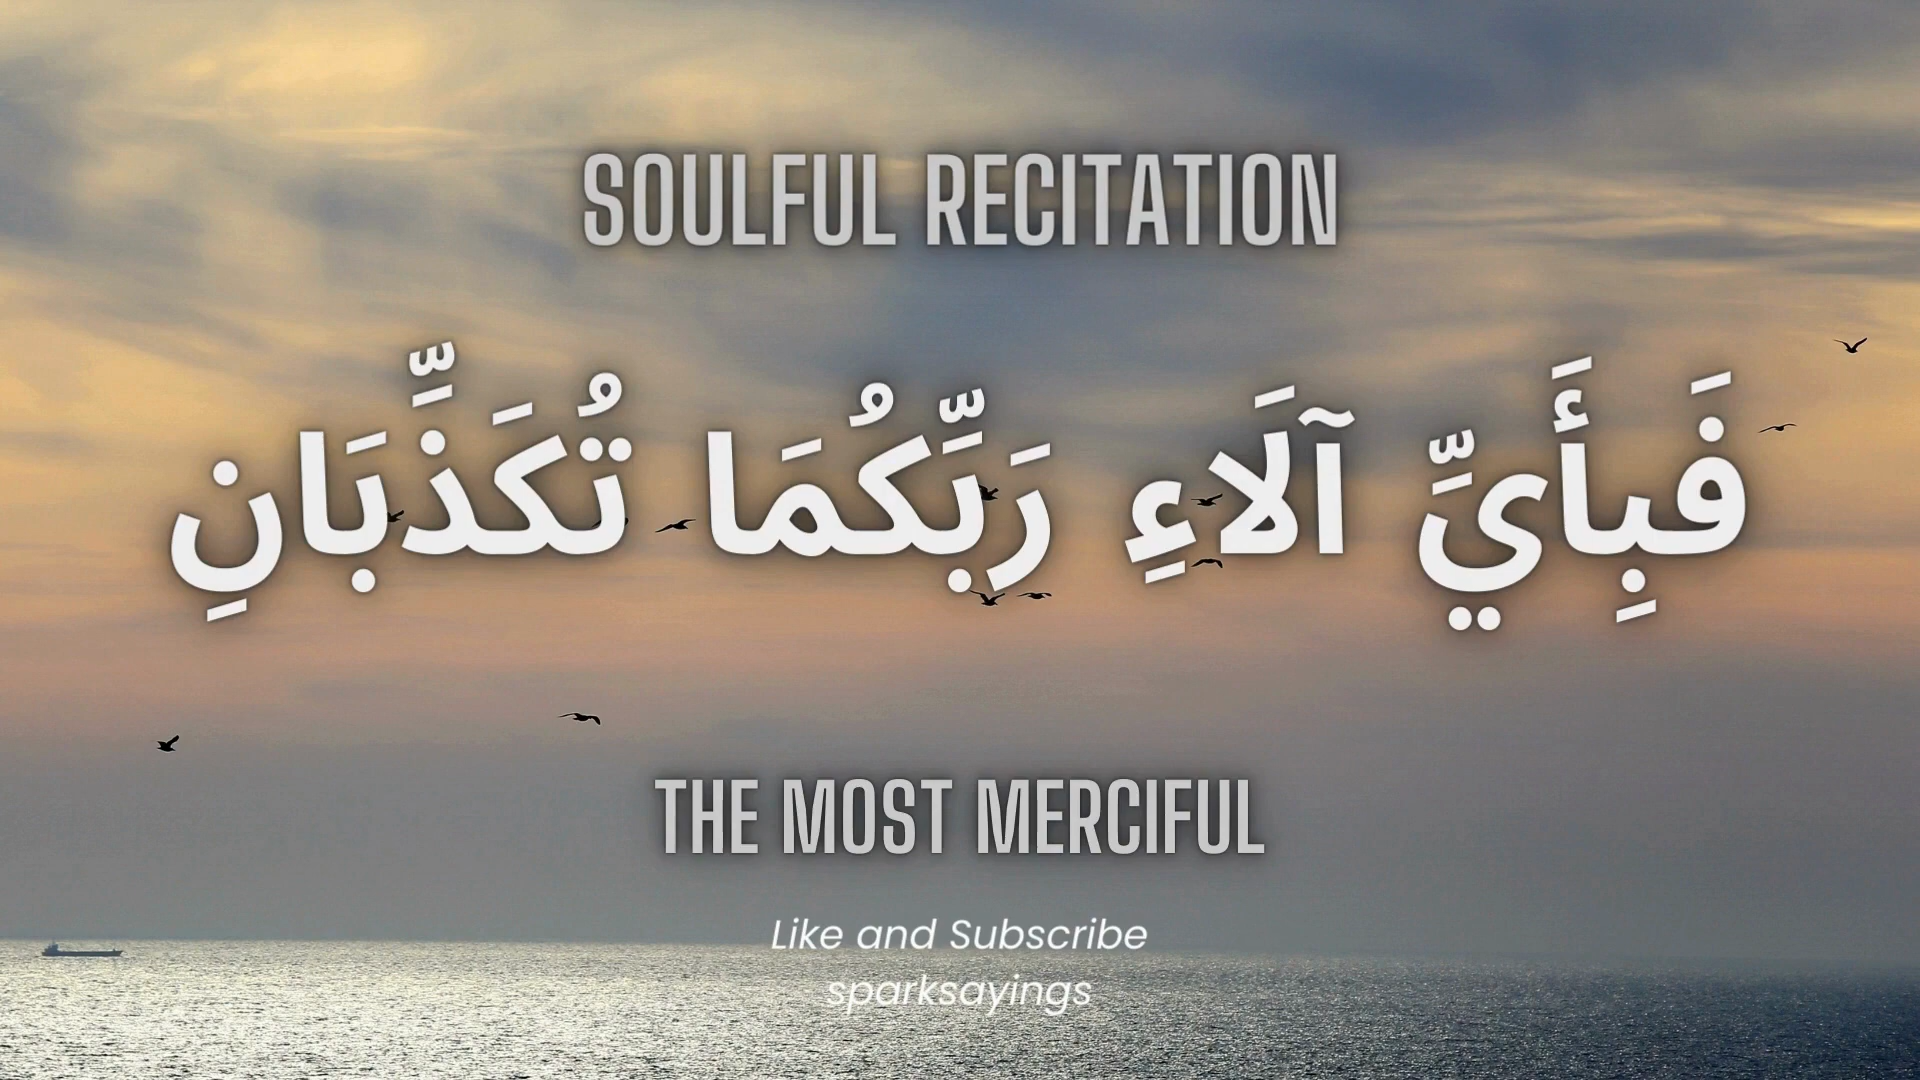 SOULFUL RECITATION
فَبِأَيِّ آلَاءِ رَبِّكُمَا تُكَذِّبَانِ
THE MOST MERCIFUL
Like and Subscribe
sparksayings